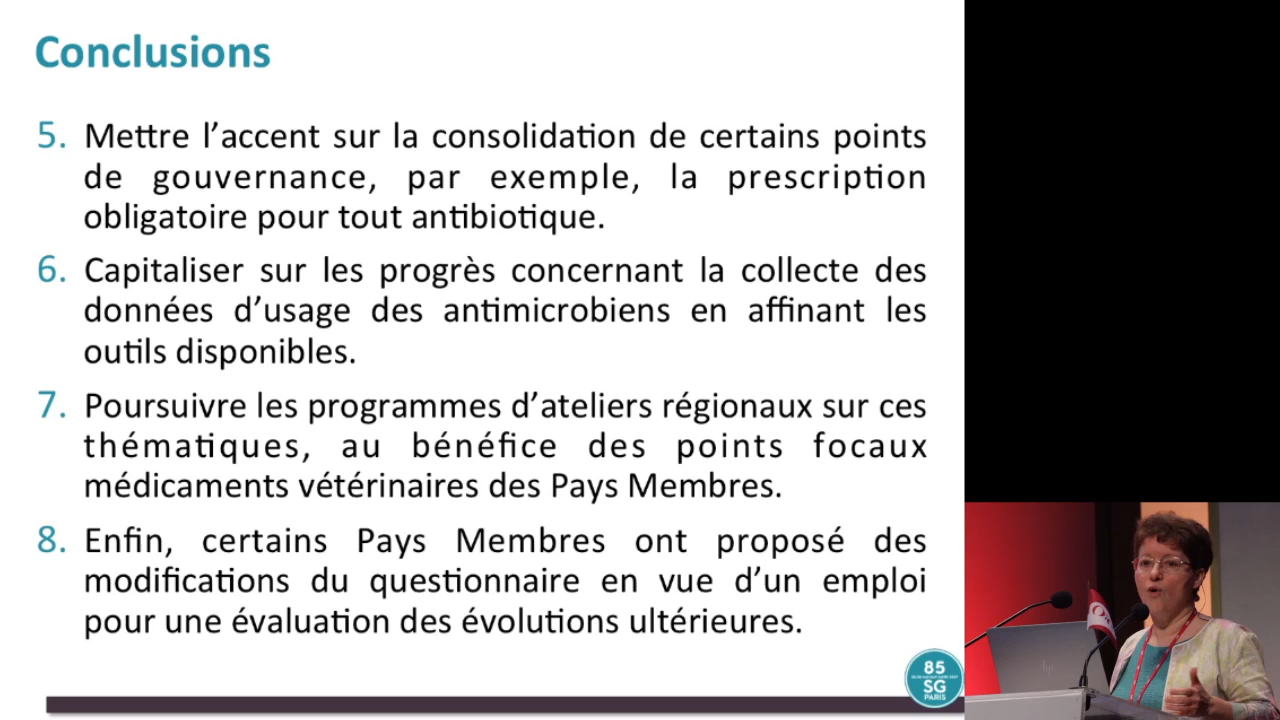 Conclusions
5. Mettre l’accent sur la consolidation de certains points
de gouvernance, par exemple, la prescription
obligatoire pour tout antibiotique.
6. Capitaliser sur les progrès concernant la collecte des
données d’usage des antimicrobiens en affinant les
outils disponibles.
7. Poursuivre les programmes d’ateliers régionaux sur ces
thématiques, au bénéfice des points focaux
médicaments vétérinaires des Pays Membres.
8. Enfin, certains Pays Membres ont proposé des
modifications du questionnaire en vue d’un emploi
pour une évaluation des évolutions ultérieures.
85
SG
PARIS
hp